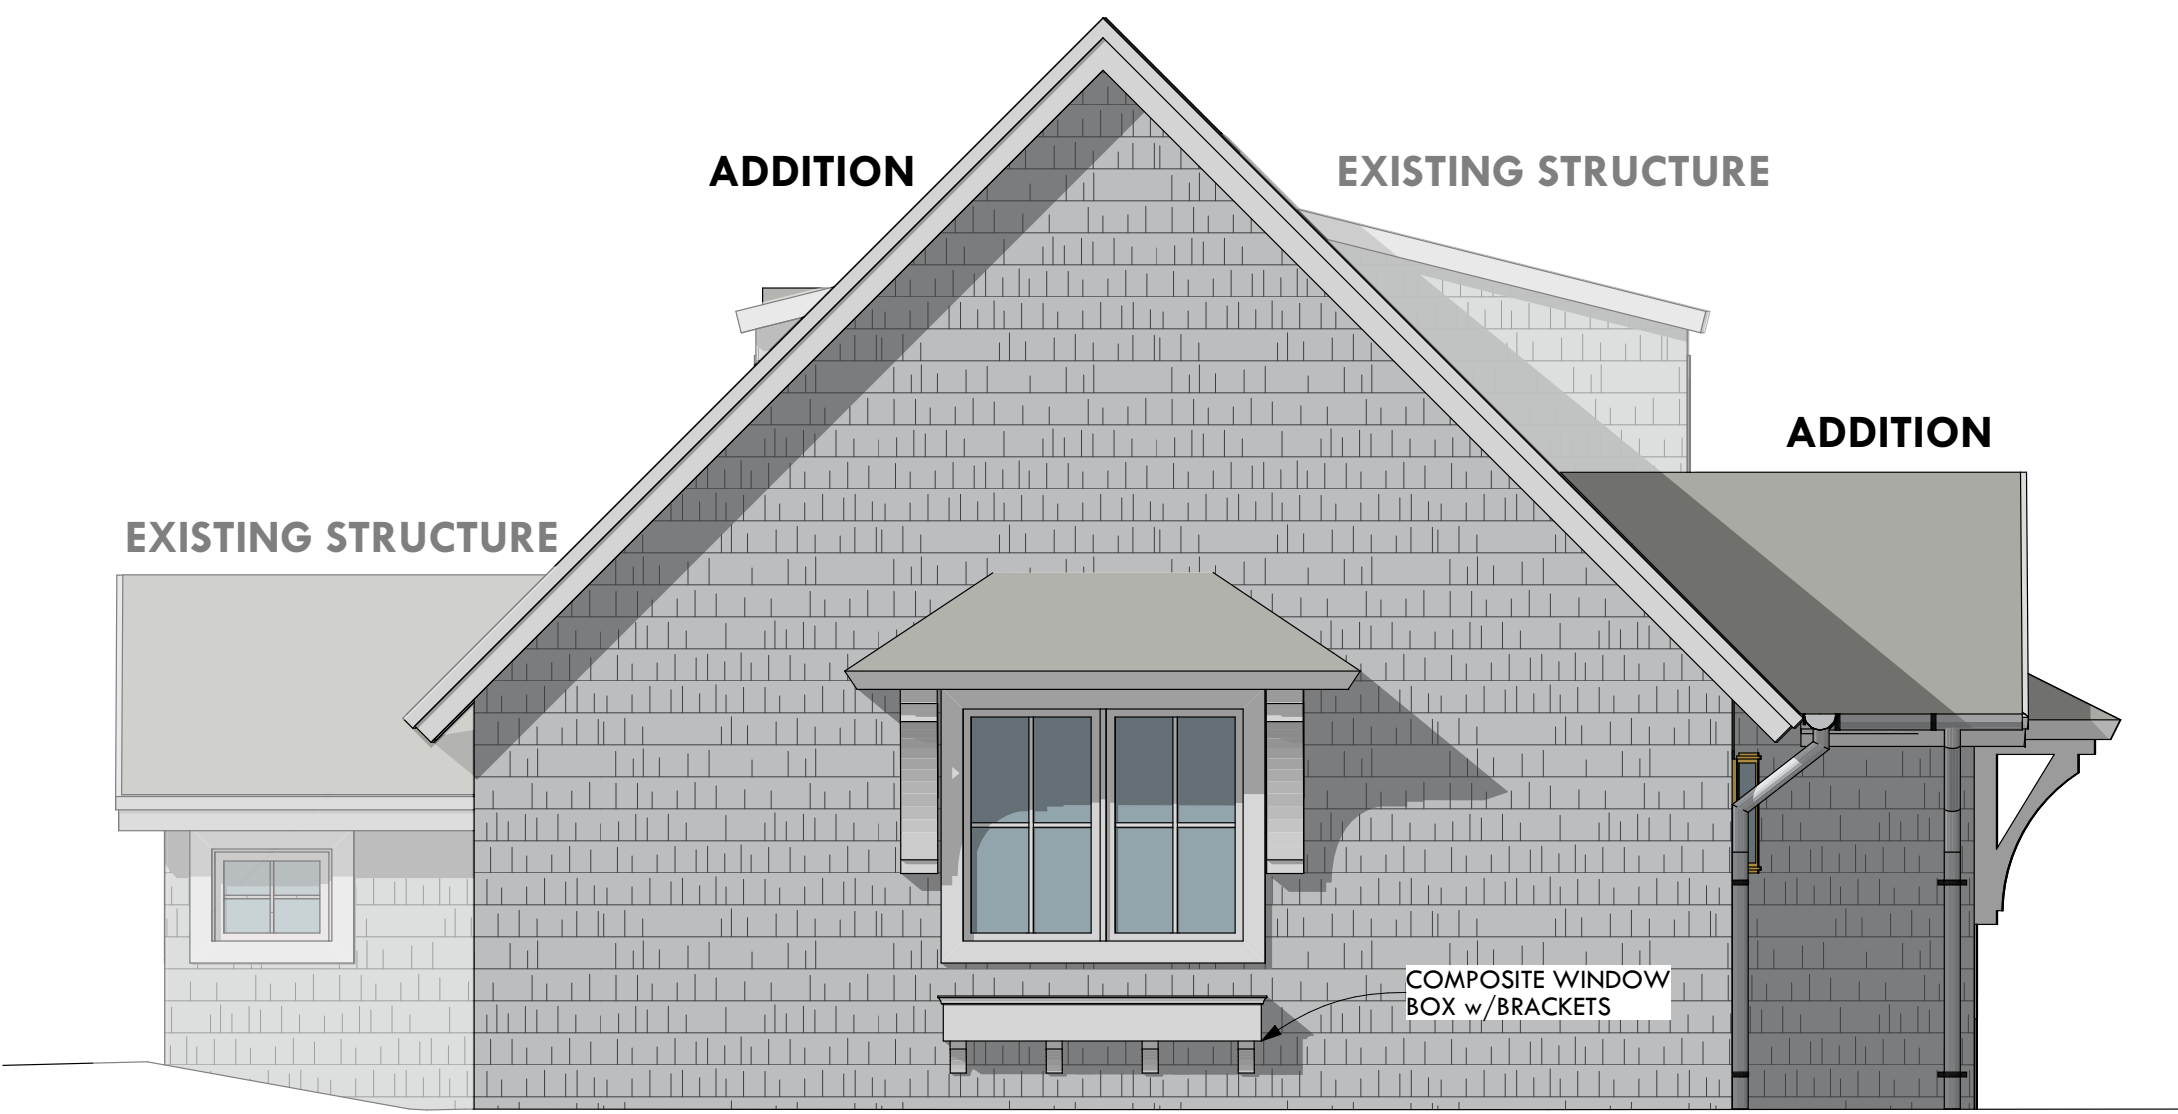 ADDITION
EXISTING STRUCTURE
ADDITION
EXISTING STRUCTURE
COMPOSITE WINDOW
BOX w/BRACKETS